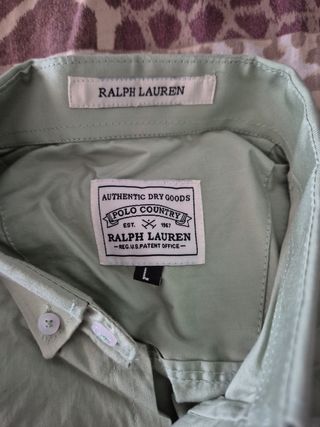 RALPH LAUREN
AUTHENTIC DRY GOODS
POLO COUNTRY
EST. 1967
RALPH LAUREN
REG. U.S. PATENT OFFICE
L